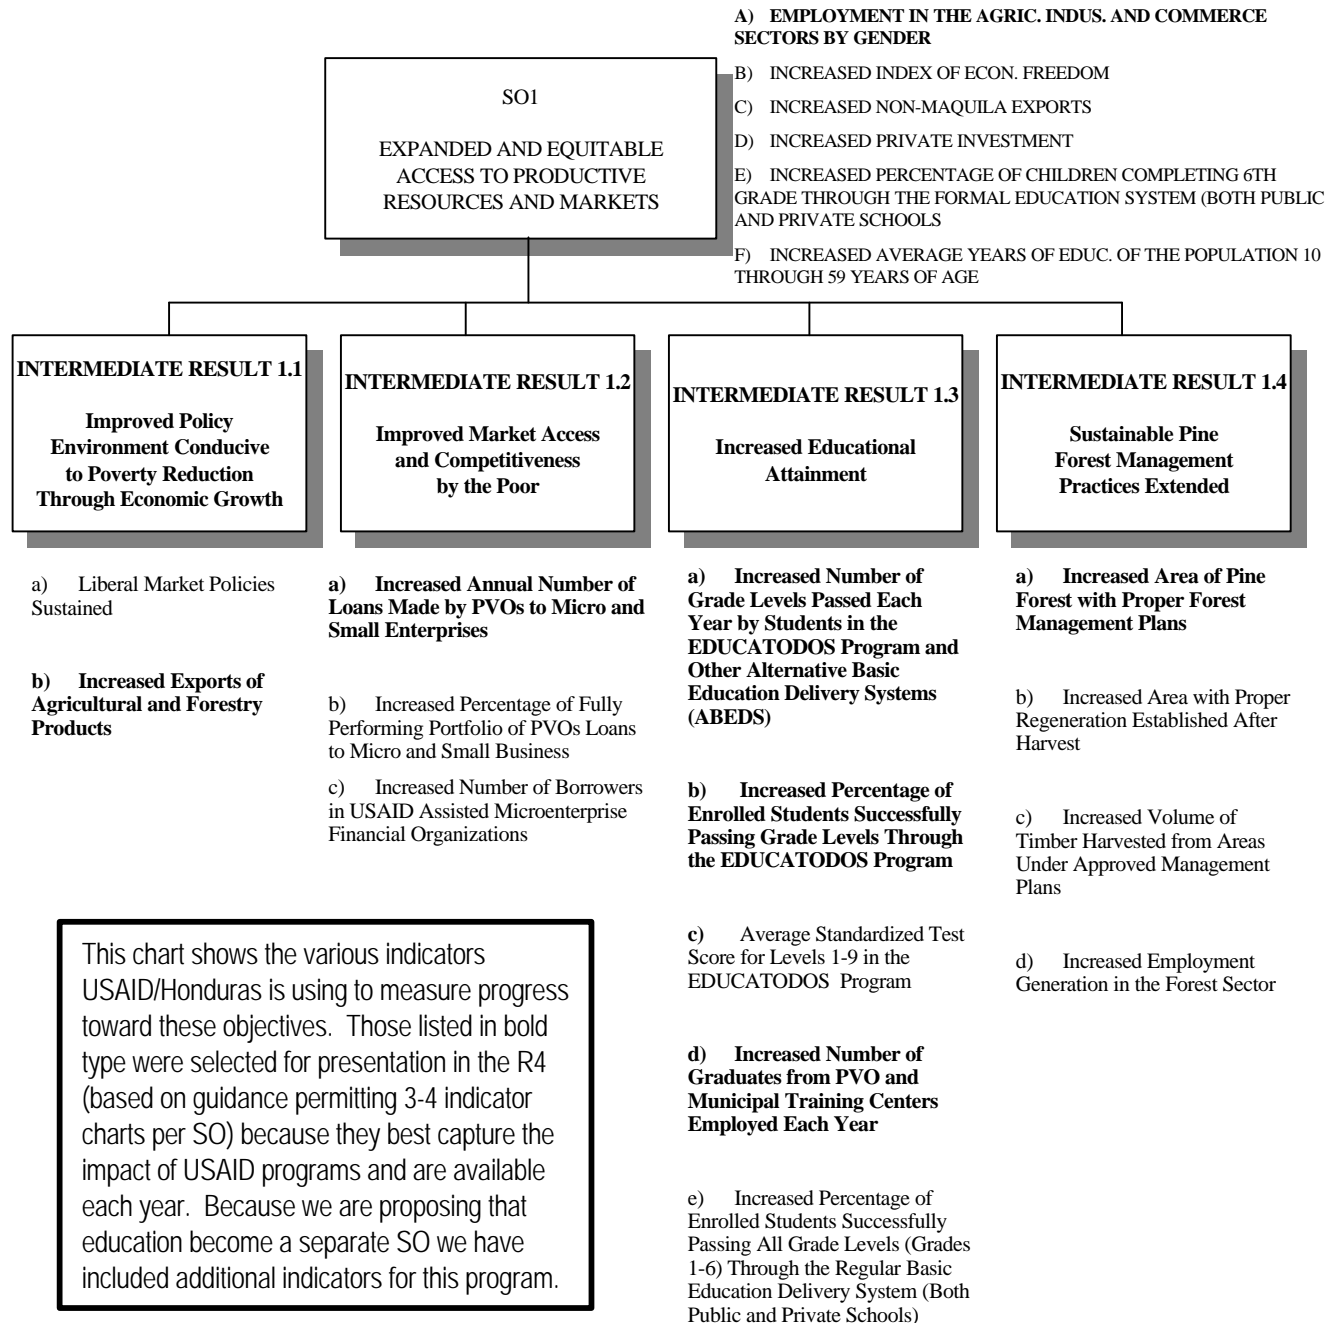 A) EMPLOYMENT IN THE AGRIC. INDUS. AND COMMERCE
SECTORS BY GENDER
B) INCREASED INDEX OF ECON. FREEDOM
C) INCREASED NON-MAQUILA EXPORTS
D) INCREASED PRIVATE INVESTMENT
E) INCREASED PERCENTAGE OF CHILDREN COMPLETING 6TH
GRADE THROUGH THE FORMAL EDUCATION SYSTEM (BOTH PUBLIC
AND PRIVATE SCHOOLS
F) INCREASED AVERAGE YEARS OF EDUC. OF THE POPULATION 10
THROUGH 59 YEARS OF AGE
SO1
EXPANDED AND EQUITABLE
ACCESS TO PRODUCTIVE
RESOURCES AND MARKETS
INTERMEDIATE RESULT 1.1
Improved Policy
Environment Conducive
to Poverty Reduction
Through Economic Growth
a) Liberal Market Policies
Sustained
b) Increased Exports of
Agricultural and Forestry
Products
INTERMEDIATE RESULT 1.2
Improved Market Access
and Competitiveness
by the Poor
a) Increased Annual Number of
Loans Made by PVOs to Micro and
Small Enterprises
b) Increased Percentage of Fully
Performing Portfolio of PVOs Loans
to Micro and Small Business
c) Increased Number of Borrowers
in USAID Assisted Microenterprise
Financial Organizations
INTERMEDIATE RESULT 1.3
Increased Educational
Attainment
a) Increased Number of
Grade Levels Passed Each
Year by Students in the
EDUCATODOS Program and
Other Alternative Basic
Education Delivery Systems
(ABEDS)
b) Increased Percentage of
Enrolled Students Successfully
Passing Grade Levels Through
the EDUCATODOS Program
c) Average Standardized Test
Score for Levels 1-9 in the
EDUCATODOS Program
d) Increased Number of
Graduates from PVO and
Municipal Training Centers
Employed Each Year
e) Increased Percentage of
Enrolled Students Successfully
Passing All Grade Levels (Grades
1-6) Through the Regular Basic
Education Delivery System (Both
Public and Private Schools)
INTERMEDIATE RESULT 1.4
Sustainable Pine
Forest Management
Practices Extended
a) Increased Area of Pine
Forest with Proper Forest
Management Plans
b) Increased Area with Proper
Regeneration Established After
Harvest
c) Increased Volume of
Timber Harvested from Areas
Under Approved Management
Plans
d) Increased Employment
Generation in the Forest Sector
This chart shows the various indicators
USAID/Honduras is using to measure progress
toward these objectives. Those listed in bold
type were selected for presentation in the R4
(based on guidance permitting 3-4 indicator
charts per SO) because they best capture the
impact of USAID programs and are available
each year. Because we are proposing that
education become a separate SO we have
included additional indicators for this program.